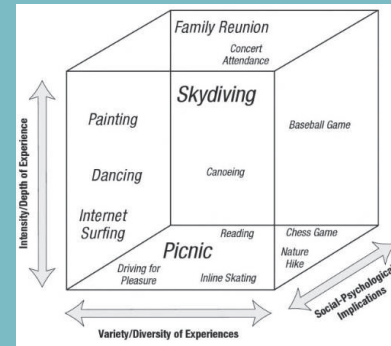 Family Reunion
Concert
Attendance
Skydiving
Painting
Baseball Game
Dancing
Canoeing
Internet
Surfing
Reading
Chess Game
Picnic
Nature
Hike
Driving for
Pleasure
Inline Skating
Intensity/Depth of Experience
Variety/Diversity of Experiences
Social-Psychological
Implications